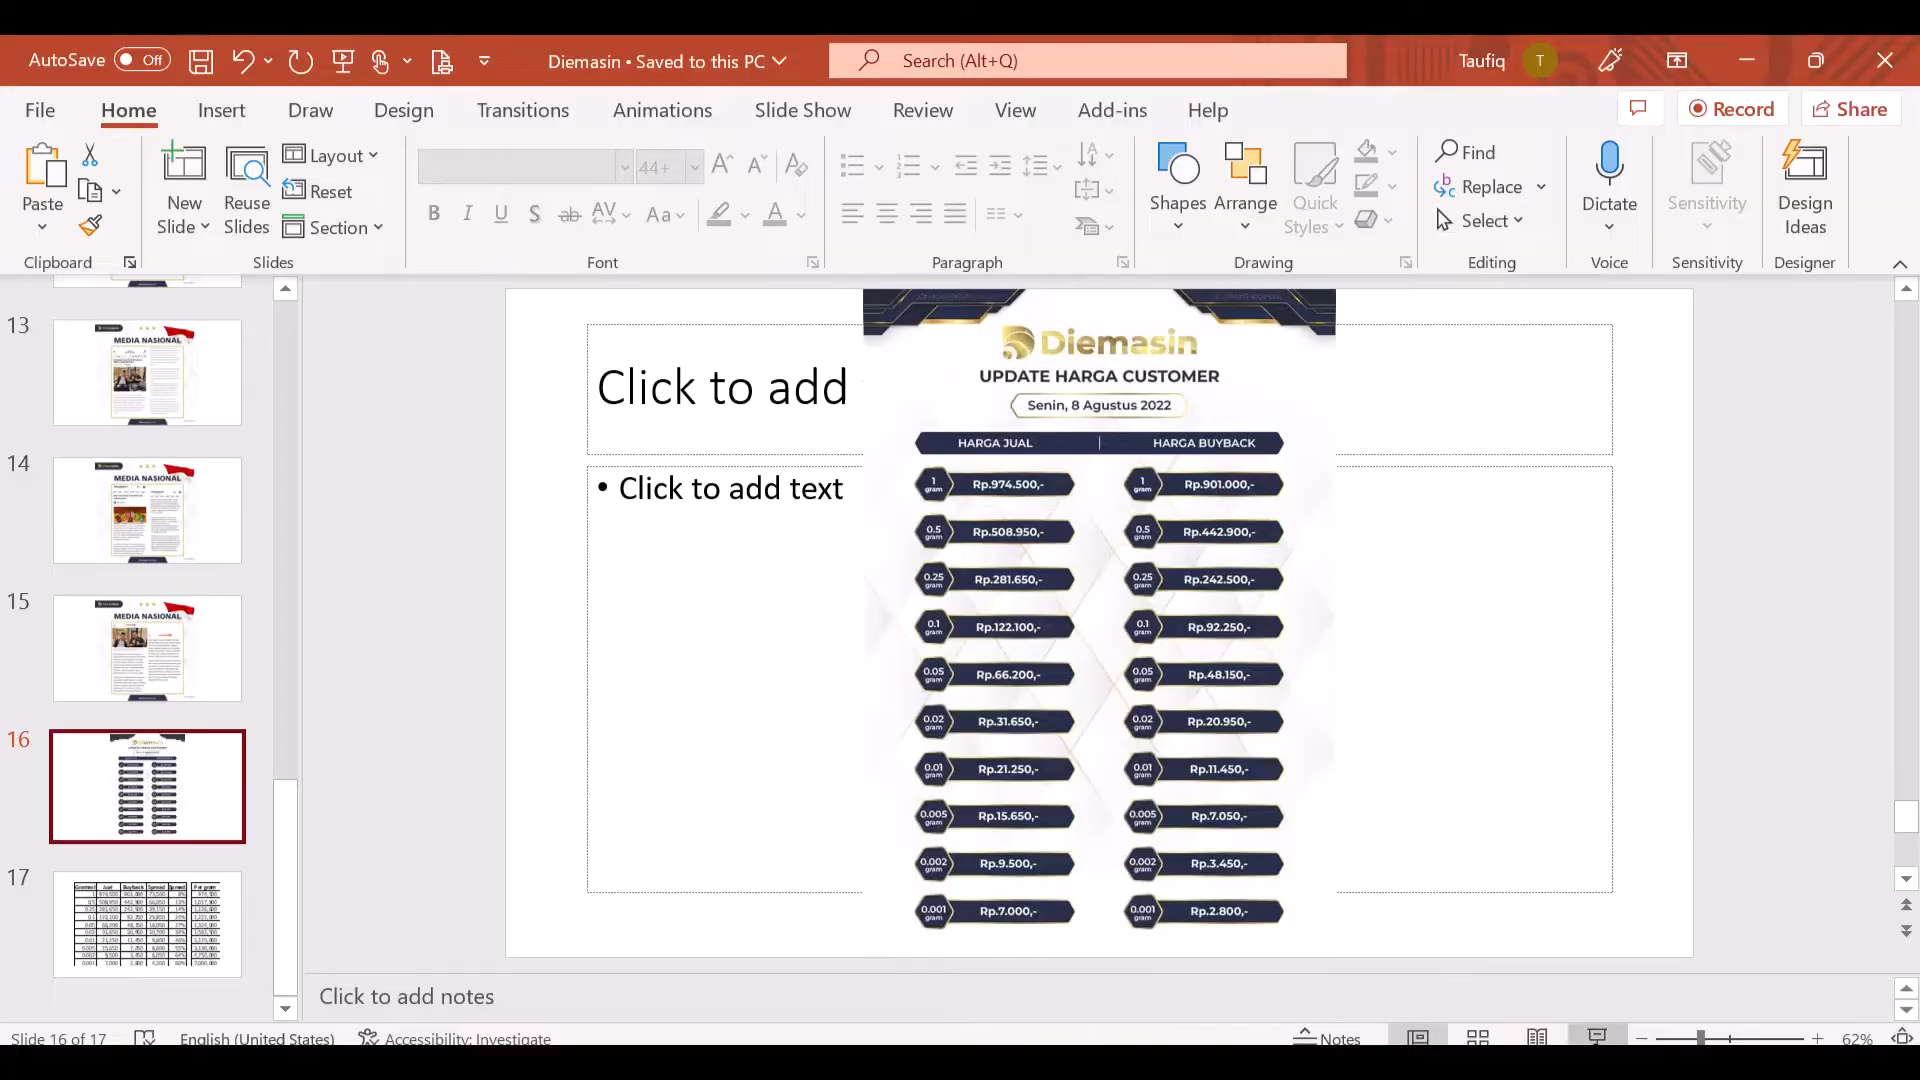 AutoSave Off Diemasin • Saved to this PC Search (Alt+Q) Taufiq T
File Home Insert Draw Design Transitions Animations Slide Show Review View Add-ins Help Record Share
Paste New Slide Reuse Slides Layout Reset Section 44+ Shapes Arrange Quick Styles Find Replace Select Dictate Sensitivity Design Ideas
Clipboard Slides Font Paragraph Drawing Editing Voice Sensitivity Designer
13
MEDIA NASIONAL
14
MEDIA NASIONAL
15
MEDIA NASIONAL
16
17
Click to add
• Click to add text
Diemasin
UPDATE HARGA CUSTOMER
Senin, 8 Agustus 2022
HARGA JUAL | HARGA BUYBACK
1 gram Rp.974.500,- 1 gram Rp.901.000,-
0.5 gram Rp.508.950,- 0.5 gram Rp.442.900,-
0.25 gram Rp.281.650,- 0.25 gram Rp.242.500,-
0.1 gram Rp.122.100,- 0.1 gram Rp.92.250,-
0.05 gram Rp.66.200,- 0.05 gram Rp.48.150,-
0.02 gram Rp.31.650,- 0.02 gram Rp.20.950,-
0.01 gram Rp.21.250,- 0.01 gram Rp.11.450,-
0.005 gram Rp.15.650,- 0.005 gram Rp.7.050,-
0.002 gram Rp.9.500,- 0.002 gram Rp.3.450,-
0.001 gram Rp.7.000,- 0.001 gram Rp.2.800,-
Click to add notes
Slide 16 of 17 English (United States) Accessibility: Investigate Notes 62%